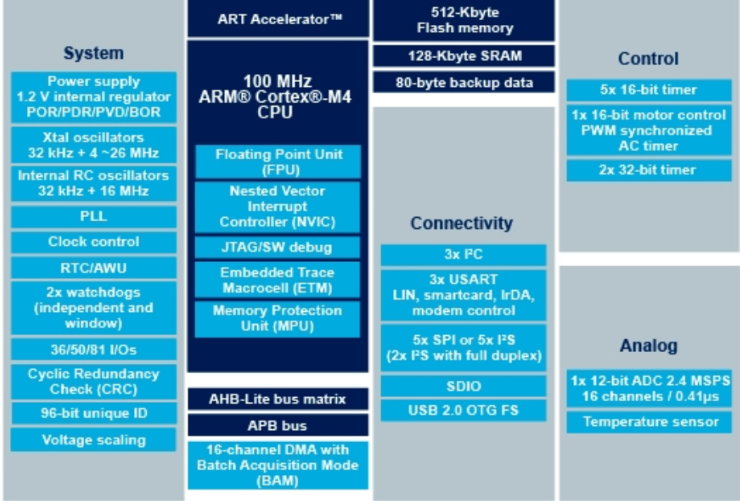 System
Power supply
1.2 V internal regulator
POR/PDR/PVD/BOR
Xtal oscillators
32 kHz + 4 ~26 MHz
Internal RC oscillators
32 kHz + 16 MHz
PLL
Clock control
RTC/AWU
2x watchdogs
(independent and
window)
36/50/81 I/Os
Cyclic Redundancy
Check (CRC)
96-bit unique ID
Voltage scaling
ART Accelerator™
100 MHz
ARM® Cortex®-M4
CPU
Floating Point Unit
(FPU)
Nested Vector
Interrupt
Controller (NVIC)
JTAG/SW debug
Embedded Trace
Macrocell (ETM)
Memory Protection
Unit (MPU)
AHB-Lite bus matrix
APB bus
16-channel DMA with
Batch Acquisition Mode
(BAM)
512-Kbyte
Flash memory
128-Kbyte SRAM
80-byte backup data
Connectivity
3x I²C
3x USART
LIN, smartcard, IrDA,
modem control
5x SPI or 5x I²S
(2x I²S with full duplex)
SDIO
USB 2.0 OTG FS
Control
5x 16-bit timer
1x 16-bit motor control
PWM synchronized
AC timer
2x 32-bit timer
Analog
1x 12-bit ADC 2.4 MSPS
16 channels / 0.41µs
Temperature sensor